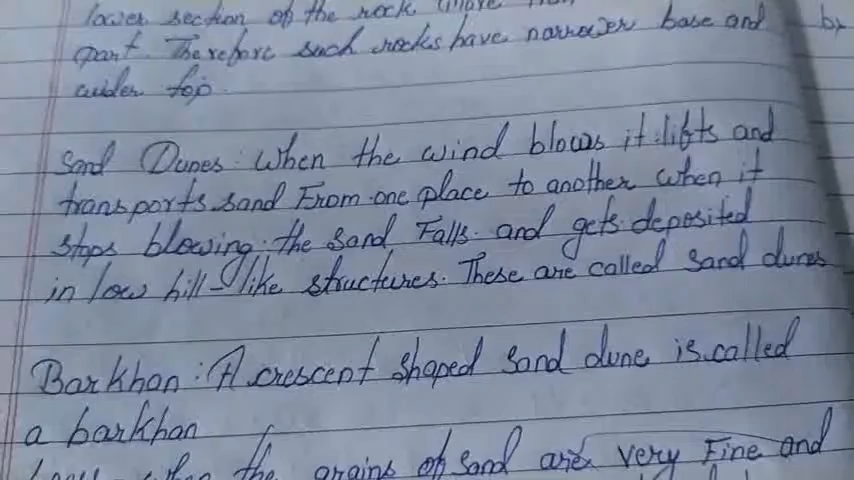 lower section of the rock
part. Therefore such rocks have narrower base and
wider top.
Sand Dunes: When the wind blows it lifts and
transports sand From one place to another when it
stops blowing, the sand Falls and gets deposited
in low hill-like structures. These are called sand dunes
Barkhan: A crescent shaped sand dune is called
a barkhan
the grains of sand are very Fine and